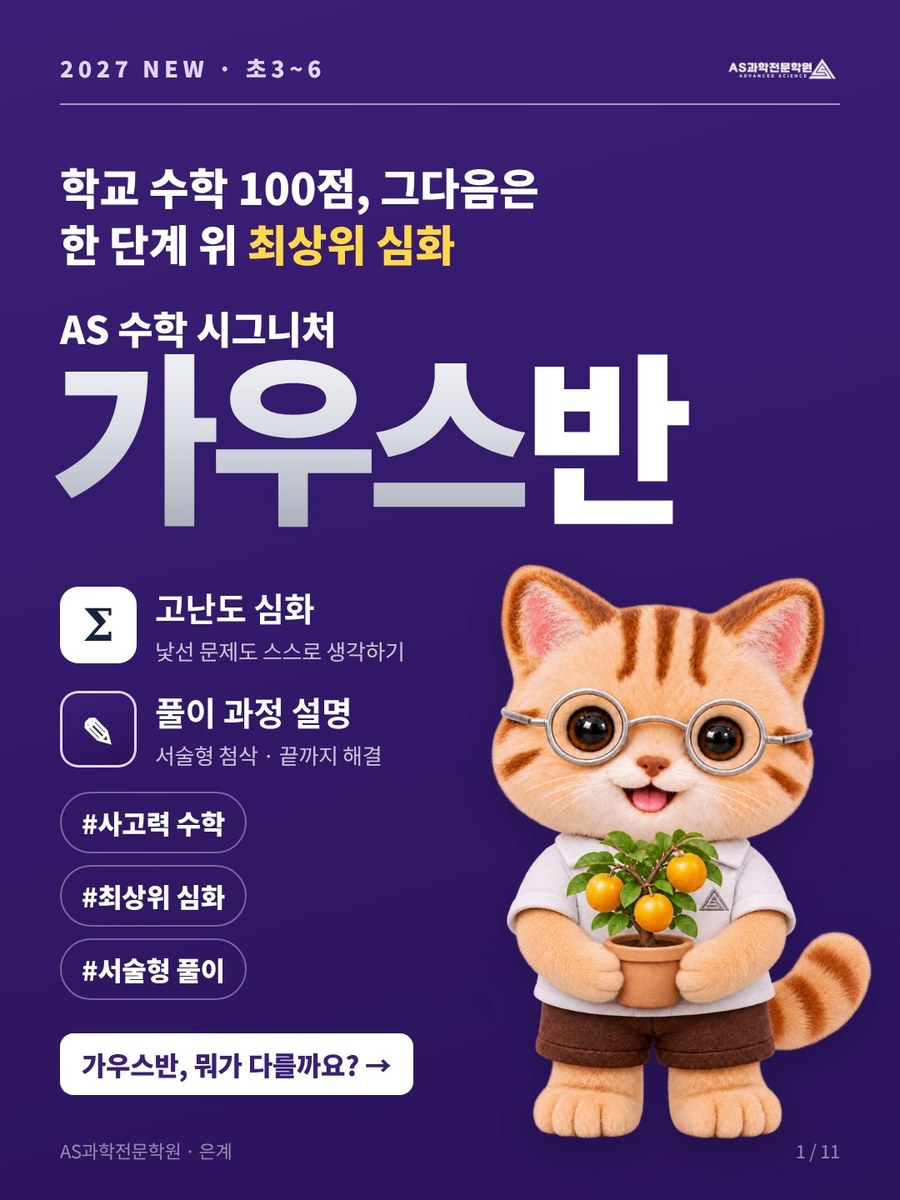 2027 NEW · 초3~6
AS과학전문학원
ADVANCED SCIENCE
학교 수학 100점, 그다음은
한 단계 위 최상위 심화
AS 수학 시그니처
가우스반
Σ
고난도 심화
낯선 문제도 스스로 생각하기
✎
풀이 과정 설명
서술형 첨삭 · 끝까지 해결
#사고력 수학
#최상위 심화
#서술형 풀이
가우스반, 뭐가 다를까요? →
AS과학전문학원 · 은계
1 / 11